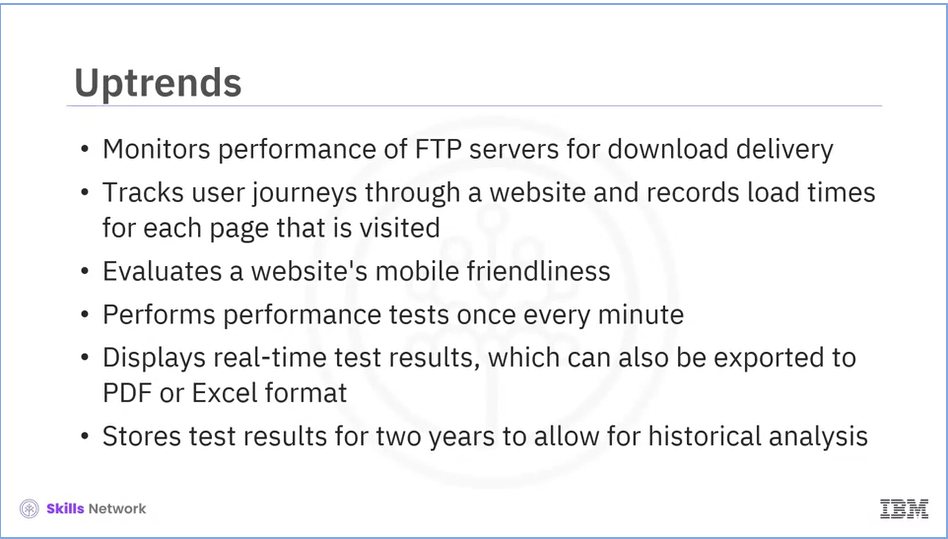 Uptrends
• Monitors performance of FTP servers for download delivery
• Tracks user journeys through a website and records load times
for each page that is visited
• Evaluates a website's mobile friendliness
• Performs performance tests once every minute
• Displays real-time test results, which can also be exported to
PDF or Excel format
• Stores test results for two years to allow for historical analysis
Skills Network
IBM